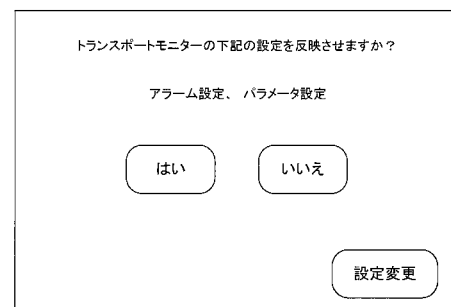 トランスポートモニターの下記の設定を反映させますか？
アラーム設定、 パラメータ設定
はい
いいえ
設定変更